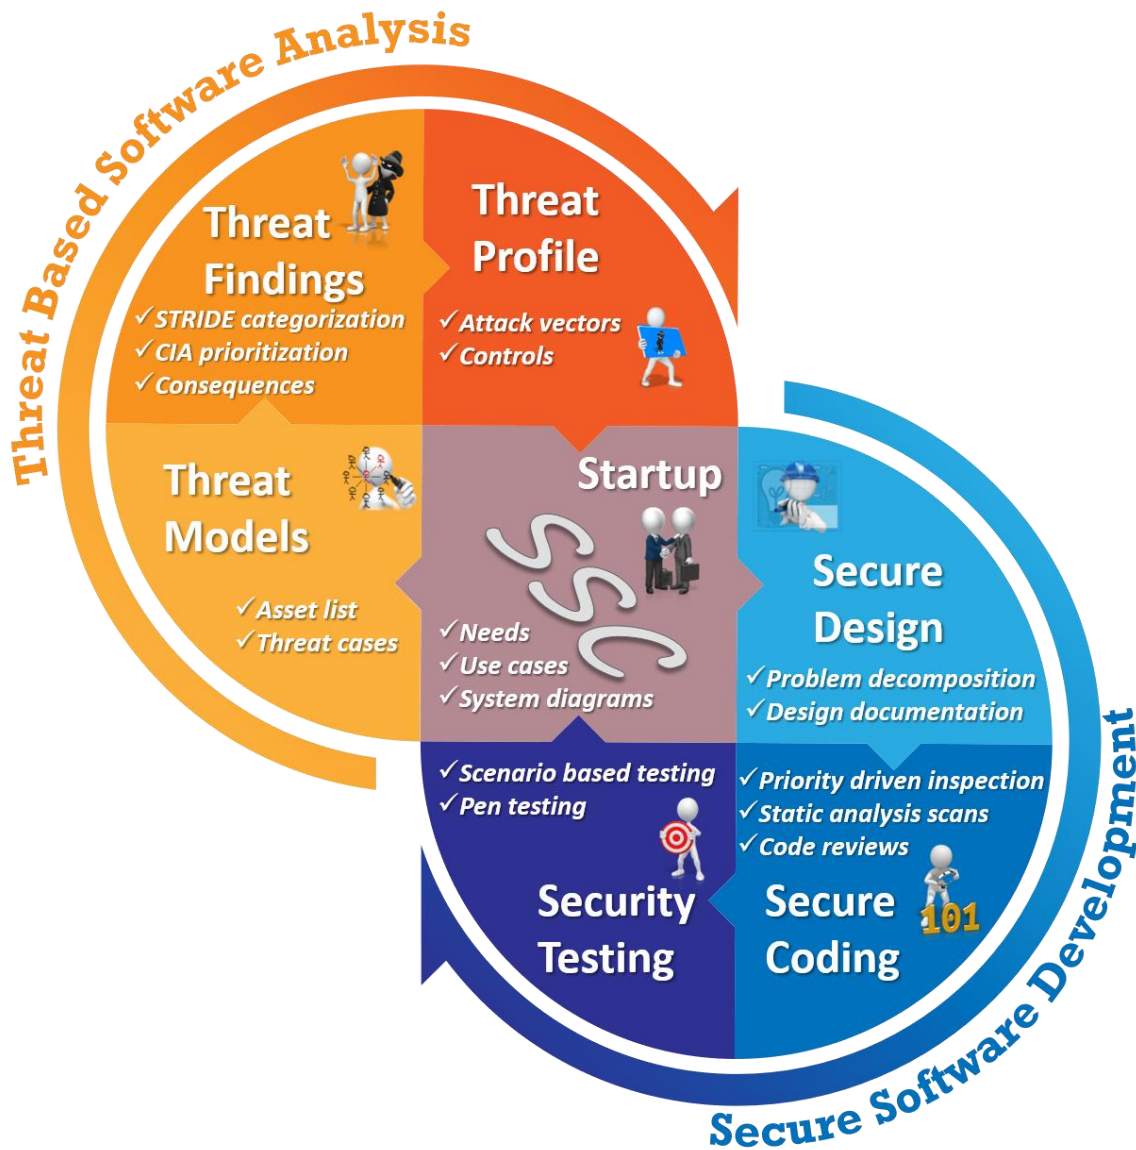 Threat Based Software Analysis
Threat
Findings
✓STRIDE categorization
✓CIA prioritization
✓Consequences
Threat
Profile
✓Attack vectors
✓Controls
Threat
Models
✓Asset list
✓Threat cases
Startup
SSC
✓Needs
✓Use cases
✓System diagrams
Secure
Design
✓Problem decomposition
✓Design documentation
✓Scenario based testing
✓Pen testing
Security
Testing
✓Priority driven inspection
✓Static analysis scans
✓Code reviews
Secure
Coding
101
Secure Software Development